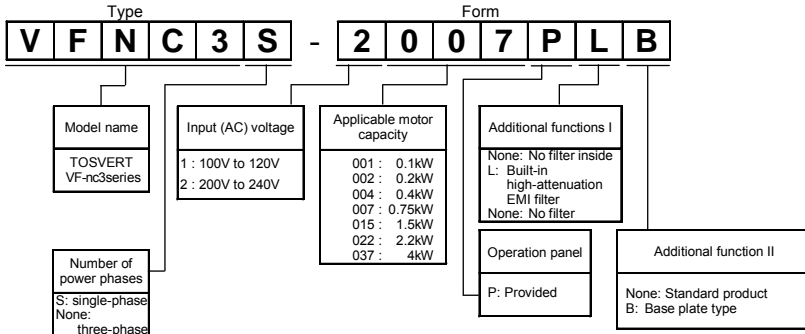 Type
Form
V F N C 3 S - 2 0 0 7 P L B
Model name
TOSVERT
VF-nc3series
Number of
power phases
S: single-phase
None:
three-phase
Input (AC) voltage
1 : 100V to 120V
2 : 200V to 240V
Applicable motor
capacity
001 : 0.1kW
002 : 0.2kW
004 : 0.4kW
007 : 0.75kW
015 : 1.5kW
022 : 2.2kW
037 : 4kW
Additional functions I
None: No filter inside
L: Built-in
high-attenuation
EMI filter
None: No filter
Operation panel
P: Provided
Additional function II
None: Standard product
B: Base plate type